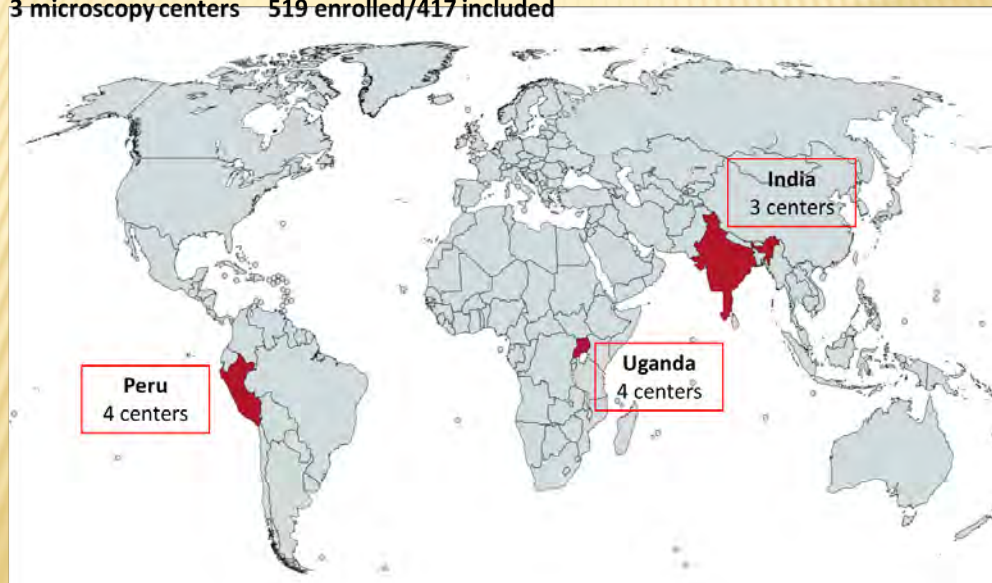 3 microscopy centers 519 enrolled/417 included
India
3 centers
Uganda
4 centers
Peru
4 centers